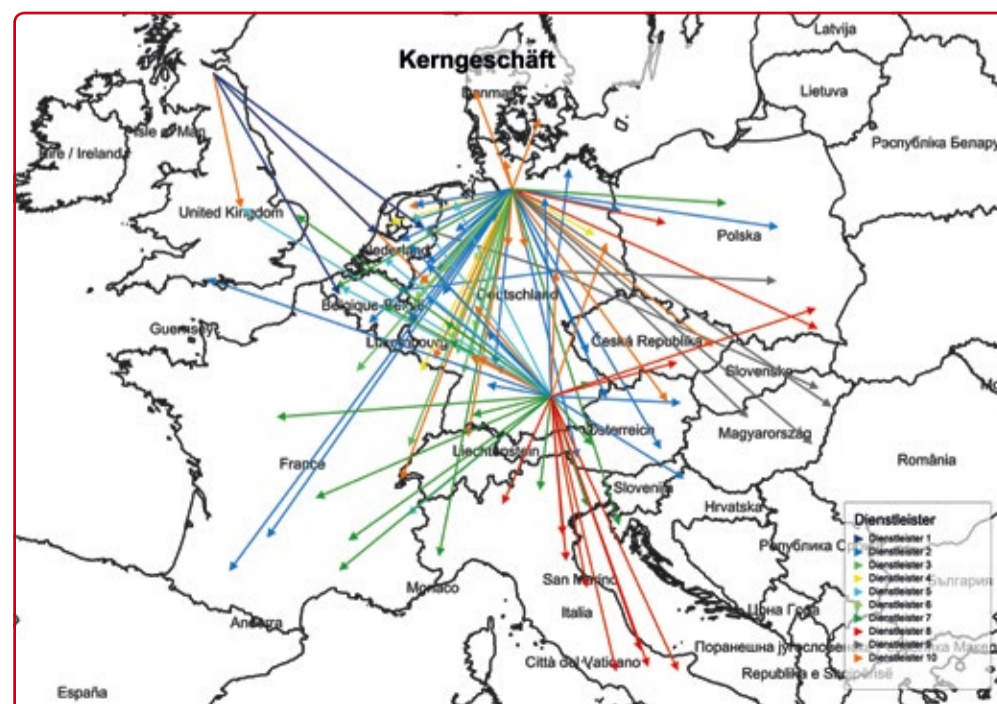 Kerngeschäft
Latvija
Lietuva
Danmark
Isle of Man
Éire / Ireland
Рэспубліка Беларусь
United Kingdom
Polska
Nederland
Deutschland
Guernsey
Luxembourg
Česká Republika
Slovensko
Österreich
Magyarország
Liechtenstein
France
România
Slovenija
Hrvatska
Monaco
San Marino
България
Italia
Црна Гора
Andorra
Città del Vaticano
España
Dienstleister
Dienstleister 1
Dienstleister 2
Dienstleister 3
Dienstleister 4
Dienstleister 5
Dienstleister 6
Dienstleister 7
Dienstleister 8
Dienstleister 9
Dienstleister 10